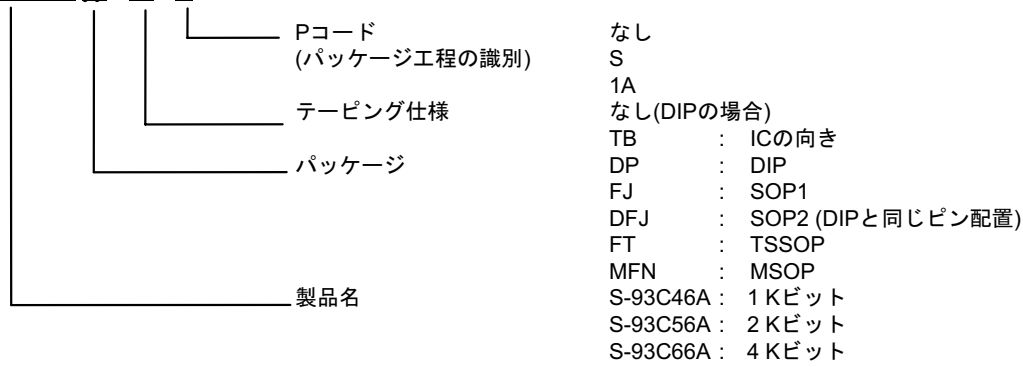 Pコード なし
(パッケージ工程の識別) S
1A
テーピング仕様 なし(DIPの場合)
TB : ICの向き
パッケージ DP : DIP
FJ : SOP1
DFJ : SOP2 (DIPと同じピン配置)
FT : TSSOP
MFN : MSOP
製品名 S-93C46A : 1 Kビット
S-93C56A : 2 Kビット
S-93C66A : 4 Kビット